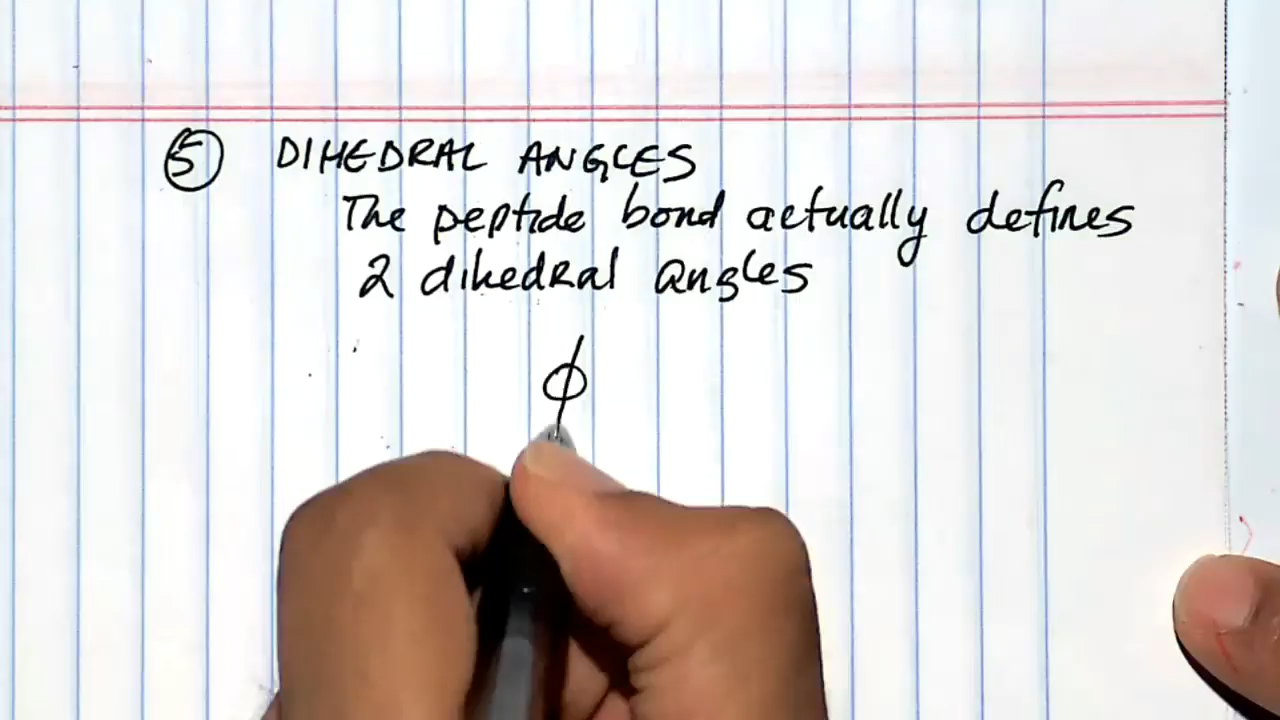 5 DIHEDRAL ANGLES
The peptide bond actually defines
2 dihedral angles
ϕ